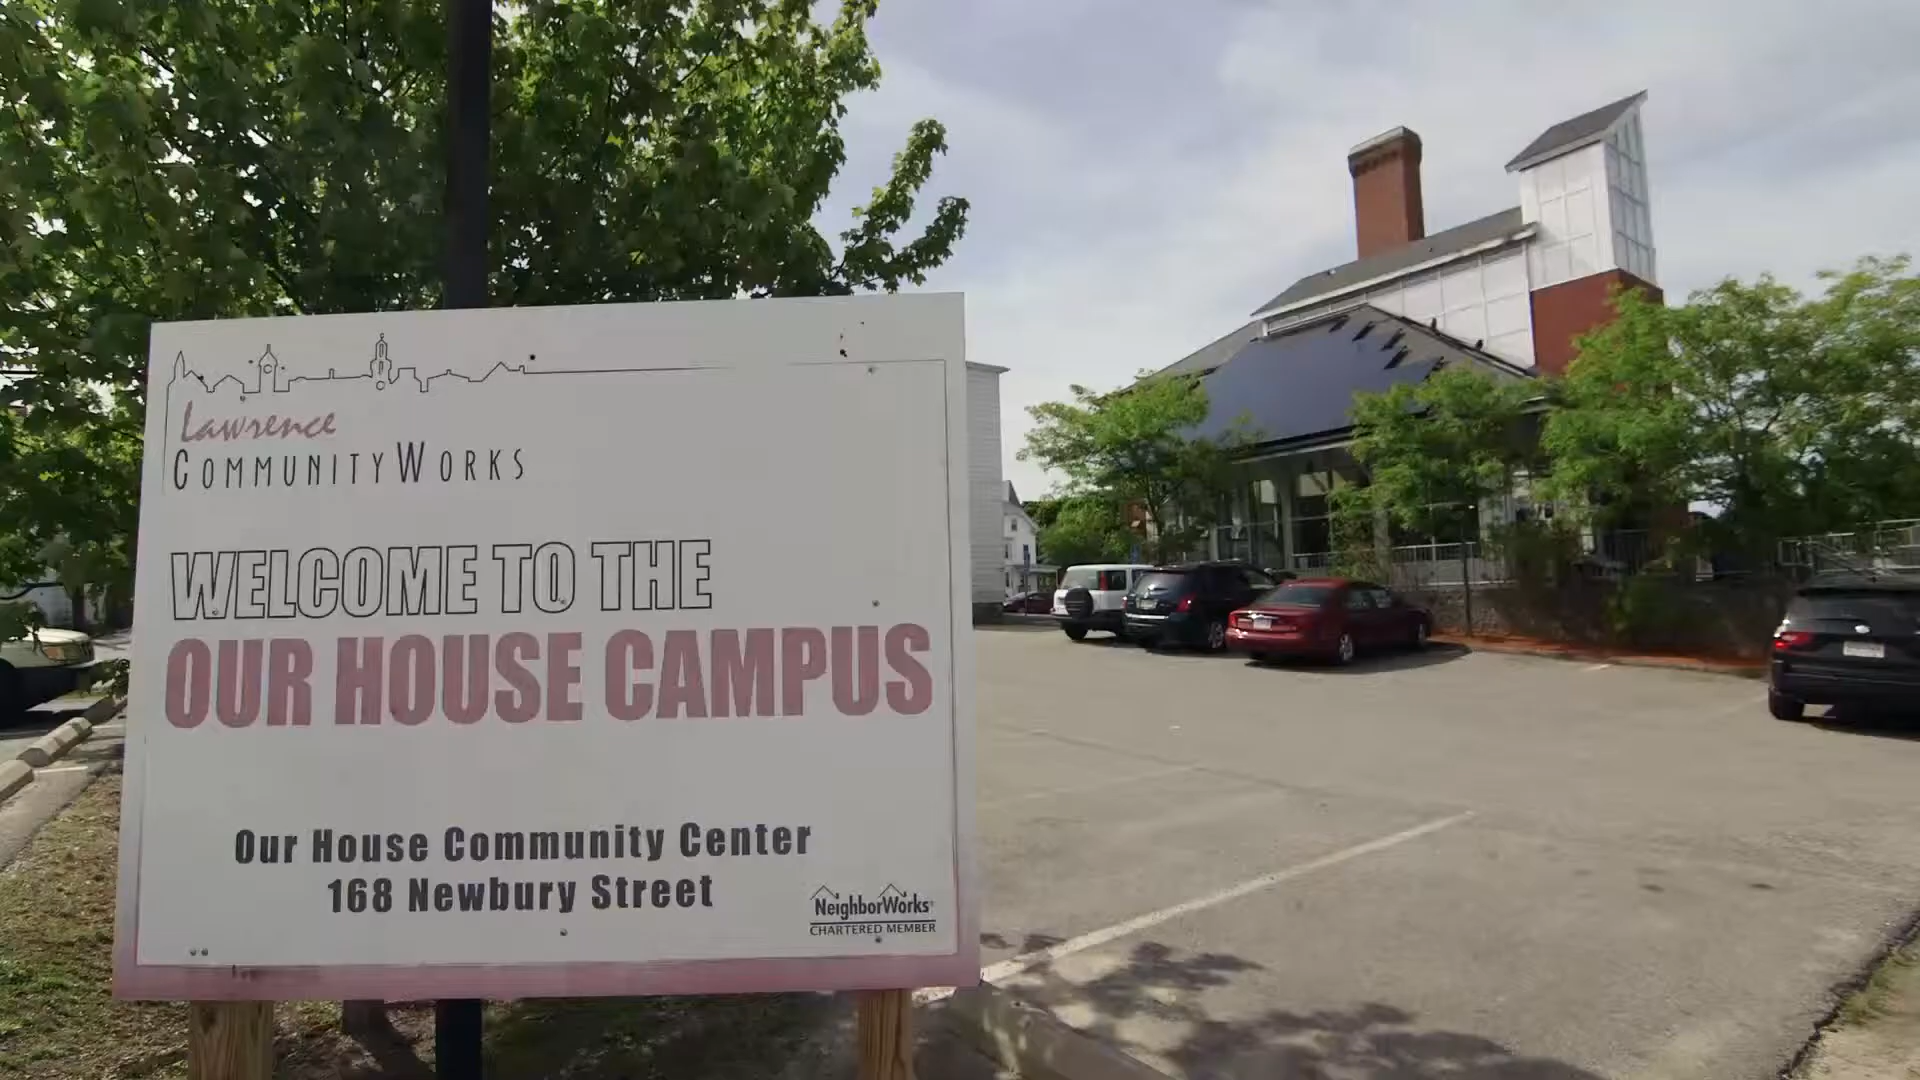 Lawrence
COMMUNITYWORKS
WELCOME TO THE
OUR HOUSE CAMPUS
Our House Community Center
168 Newbury Street
NeighborWorks®
CHARTERED MEMBER